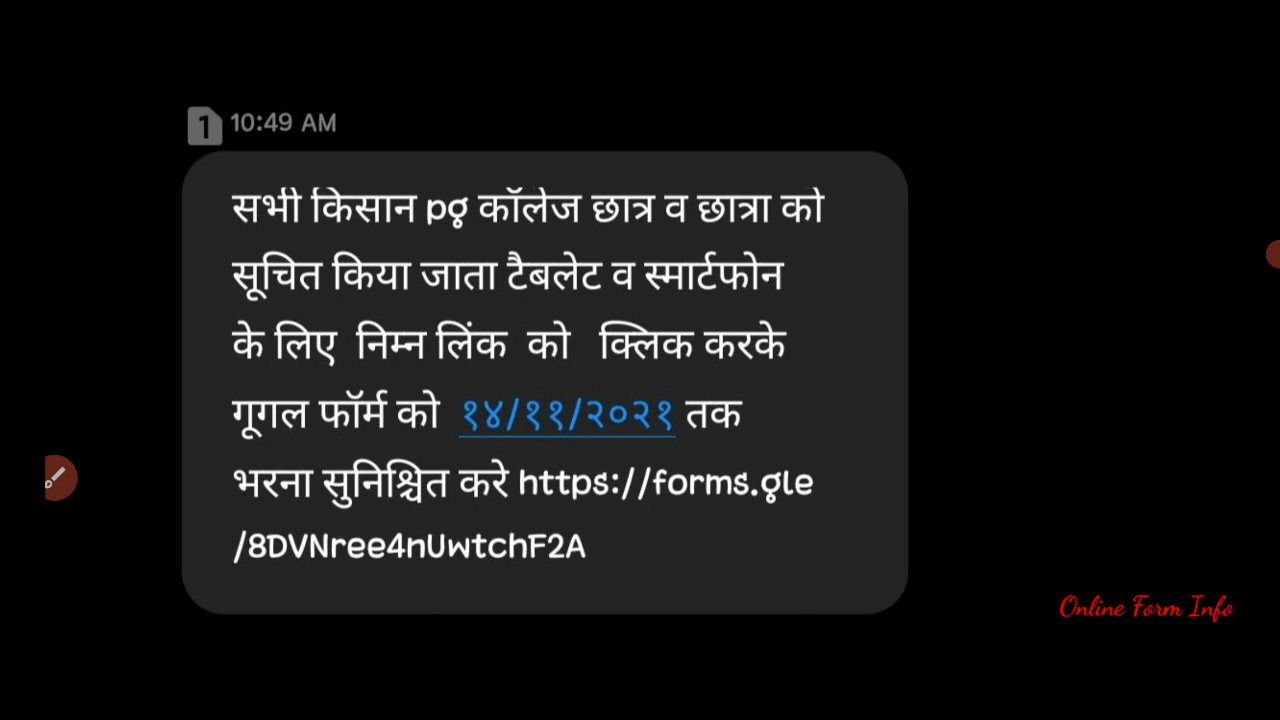 1 10:49 AM
सभी किसान pg कॉलेज छात्र व छात्रा को
सूचित किया जाता टैबलेट व स्मार्टफोन
के लिए निम्न लिंक को क्लिक करके
गूगल फॉर्म को १४/११/२०२१ तक
भरना सुनिश्चित करे https://forms.gle
/8DVNree4nUwtchF2A
Online Form Info